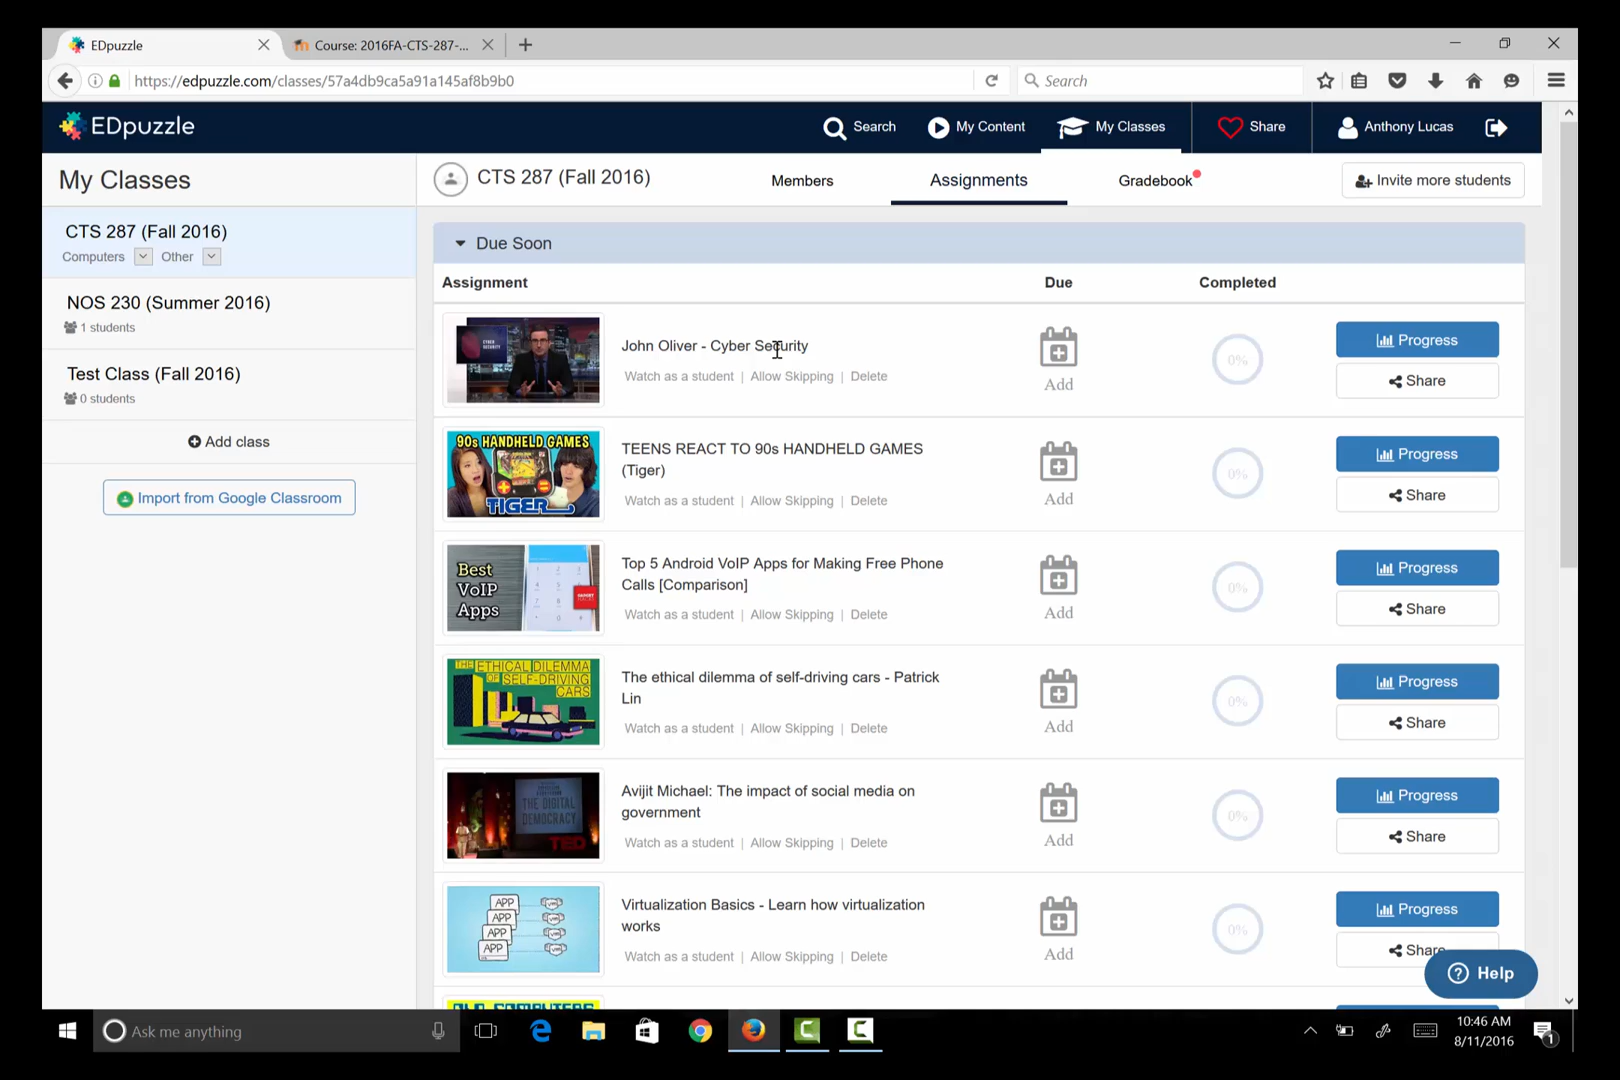 EDpuzzle
Course: 2016FA-CTS-287-...
https://edpuzzle.com/classes/57a4db9ca5a91a145af8b9b0
Search
EDpuzzle
Search
My Content
My Classes
Share
Anthony Lucas
My Classes
CTS 287 (Fall 2016)
Members
Assignments
Gradebook
Invite more students
CTS 287 (Fall 2016)
Computers
Other
NOS 230 (Summer 2016)
1 students
Test Class (Fall 2016)
0 students
Add class
Import from Google Classroom
Due Soon
Assignment
Due
Completed
CYBER
SECURITY
John Oliver - Cyber Security
Watch as a student | Allow Skipping | Delete
Add
0%
Progress
Share
90s HANDHELD GAMES
TIGER
TEENS REACT TO 90s HANDHELD GAMES
(Tiger)
Watch as a student | Allow Skipping | Delete
Add
0%
Progress
Share
Best
VoIP
Apps
Top 5 Android VoIP Apps for Making Free Phone
Calls [Comparison]
Watch as a student | Allow Skipping | Delete
Add
0%
Progress
Share
THE ETHICAL DILEMMA
OF SELF-DRIVING
CARS
The ethical dilemma of self-driving cars - Patrick
Lin
Watch as a student | Allow Skipping | Delete
Add
0%
Progress
Share
THE DIGITAL
DEMOCRACY
TED
Avijit Michael: The impact of social media on
government
Watch as a student | Allow Skipping | Delete
Add
0%
Progress
Share
APP
APP
APP
APP
Virtualization Basics - Learn how virtualization
works
Watch as a student | Allow Skipping | Delete
Add
0%
Progress
Help
Ask me anything
10:46 AM
8/11/2016
1